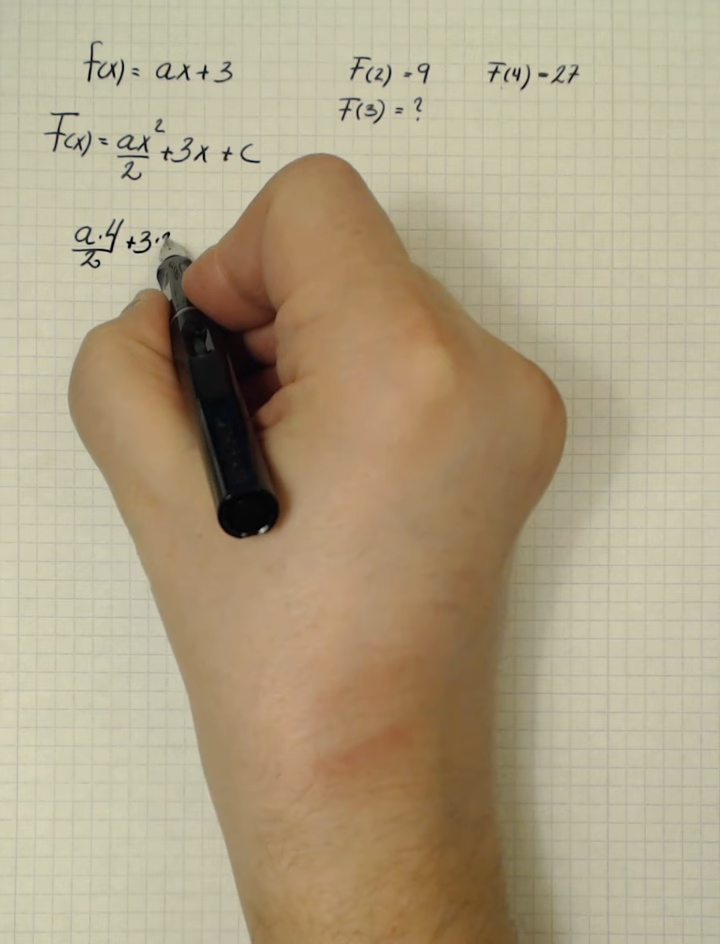 f(x) = ax + 3
F(2) = 9 F(4) = 27
F(3) = ?
F(x) = ax²/2 + 3x + C
a·4/2 + 3·